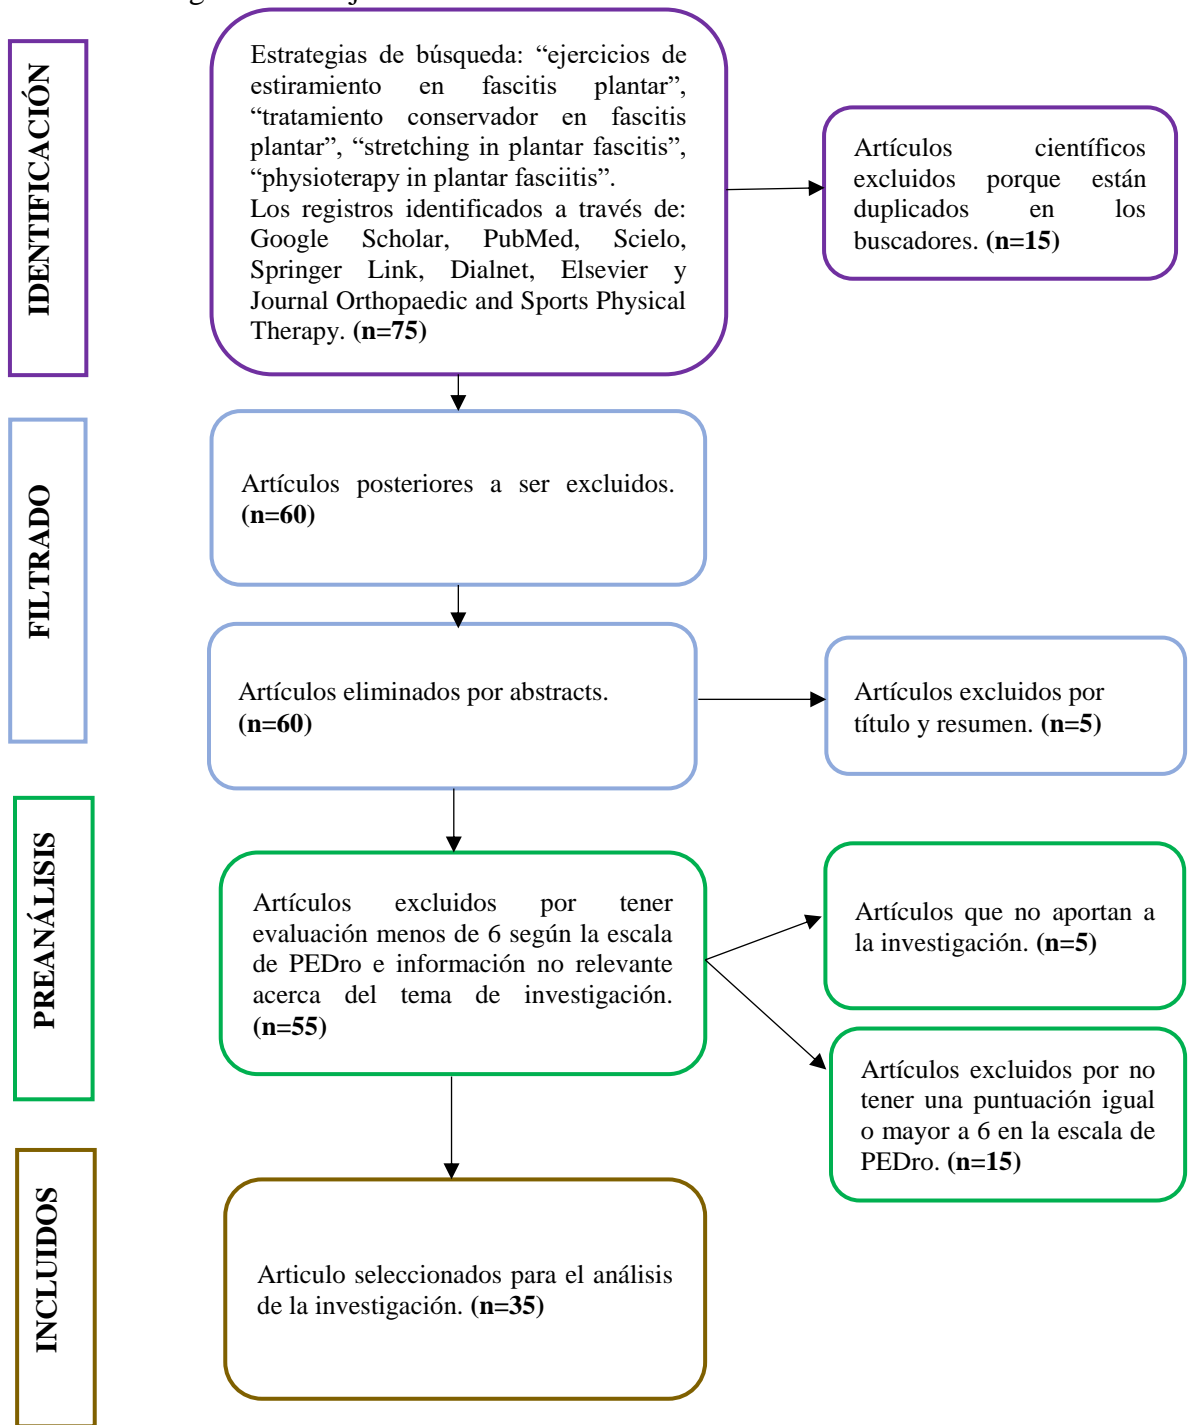 IDENTIFICACIÓN
Estrategias de búsqueda: “ejercicios de
estiramiento en fascitis plantar”,
“tratamiento conservador en fascitis
plantar”, “stretching in plantar fascitis”,
“physioterapy in plantar fasciitis”.
Los registros identificados a través de:
Google Scholar, PubMed, Scielo,
Springer Link, Dialnet, Elsevier y
Journal Orthopaedic and Sports Physical
Therapy. (n=75)
Artículos científicos
excluidos porque están
duplicados en los
buscadores. (n=15)
FILTRADO
Artículos posteriores a ser excluidos.
(n=60)
Artículos eliminados por abstracts.
(n=60)
Artículos excluidos por
título y resumen. (n=5)
PREANÁLISIS
Artículos excluidos por tener
evaluación menos de 6 según la escala
de PEDro e información no relevante
acerca del tema de investigación.
(n=55)
Artículos que no aportan a
la investigación. (n=5)
Artículos excluidos por no
tener una puntuación igual
o mayor a 6 en la escala de
PEDro. (n=15)
INCLUIDOS
Articulo seleccionados para el análisis
de la investigación. (n=35)